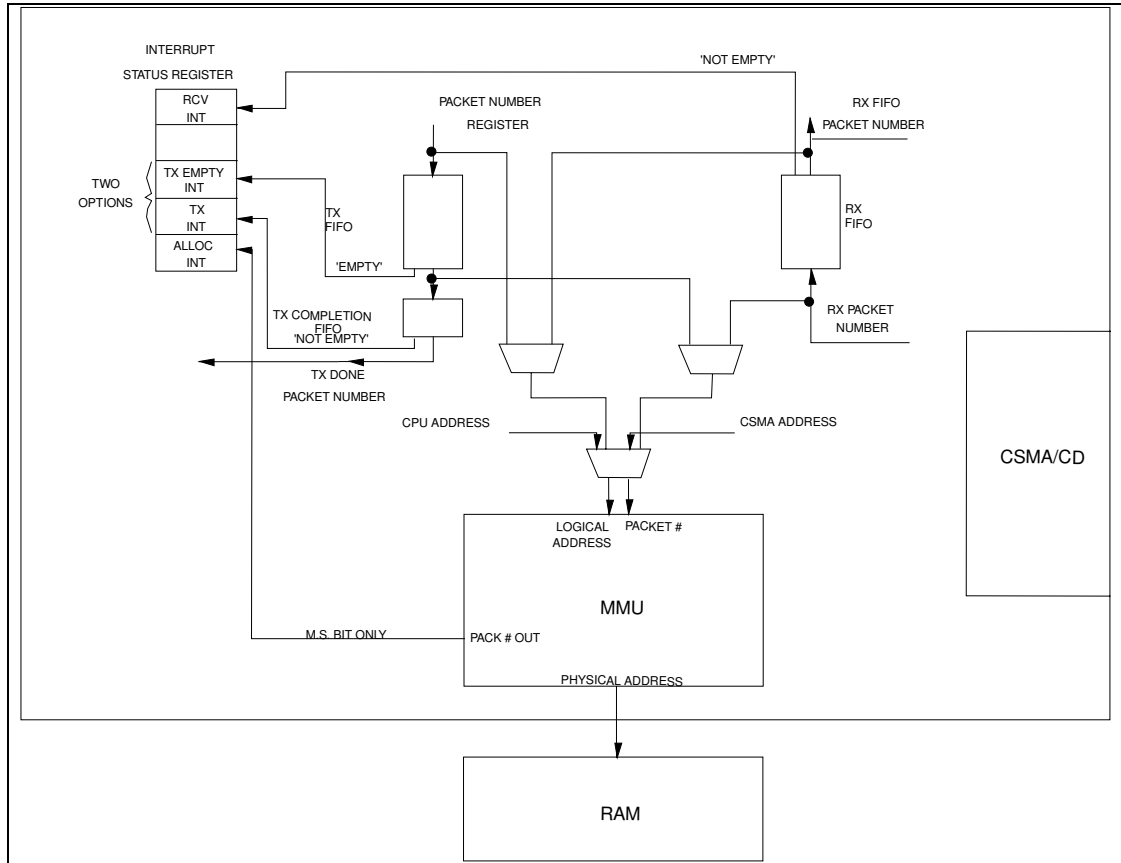 INTERRUPT
STATUS REGISTER
RCV
INT
TX EMPTY
INT
TX
INT
ALLOC
INT
TWO
OPTIONS
'NOT EMPTY'
PACKET NUMBER
REGISTER
RX FIFO
PACKET NUMBER
TX
FIFO
RX
FIFO
'EMPTY'
TX COMPLETION
FIFO
'NOT EMPTY'
TX DONE
PACKET NUMBER
RX PACKET
NUMBER
CPU ADDRESS
CSMA ADDRESS
CSMA/CD
LOGICAL
ADDRESS
PACKET #
MMU
M.S. BIT ONLY
PACK # OUT
PHYSICAL ADDRESS
RAM